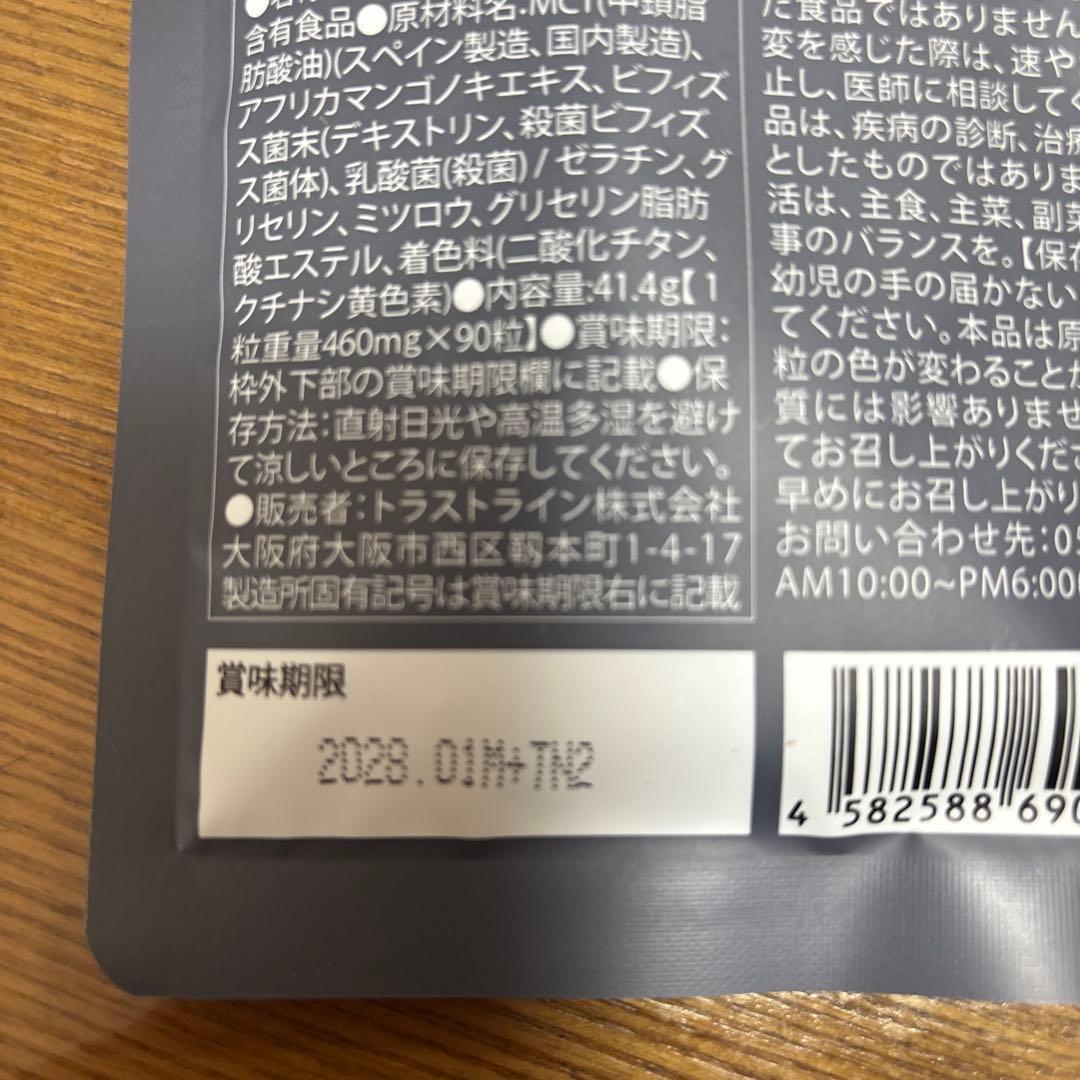 含有食品●原材料名:MCT(中鎖脂
肪酸油)(スペイン製造、国内製造)、
アフリカマンゴノキエキス、ビフィズ
ス菌末(デキストリン、殺菌ビフィズ
ス菌体)、乳酸菌(殺菌) / ゼラチン、グ
リセリン、ミツロウ、グリセリン脂肪
酸エステル、着色料(二酸化チタン、
クチナシ黄色素)●内容量:41.4g【1
粒重量460mg×90粒】●賞味期限:
枠外下部の賞味期限欄に記載●保
存方法:直射日光や高温多湿を避け
て涼しいところに保存してください。
●販売者:トラストライン株式会社
大阪府大阪市西区靱本町1-4-17
製造所固有記号は賞味期限右に記載
た食品ではありません
変を感じた際は、速や
止し、医師に相談してく
品は、疾病の診断、治療
としたものではありま
活は、主食、主菜、副菜
事のバランスを。【保存
幼児の手の届かない
てください。本品は原
粒の色が変わることが
質には影響ありませ
てお召し上がりくださ
早めにお召し上がり
お問い合わせ先:05
AM10:00~PM6:00
賞味期限
2028.01M+TN2
4 582588 690